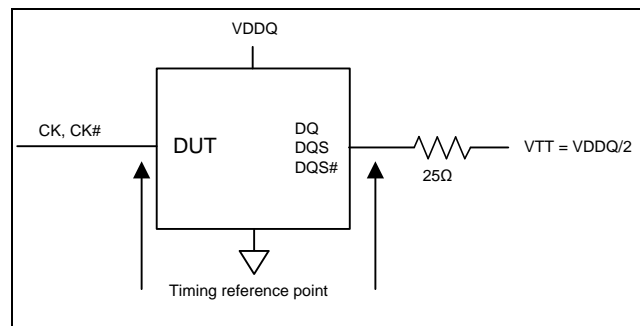 VDDQ
CK, CK#
DUT
DQ
DQS
DQS#
25Ω
VTT = VDDQ/2
Timing reference point